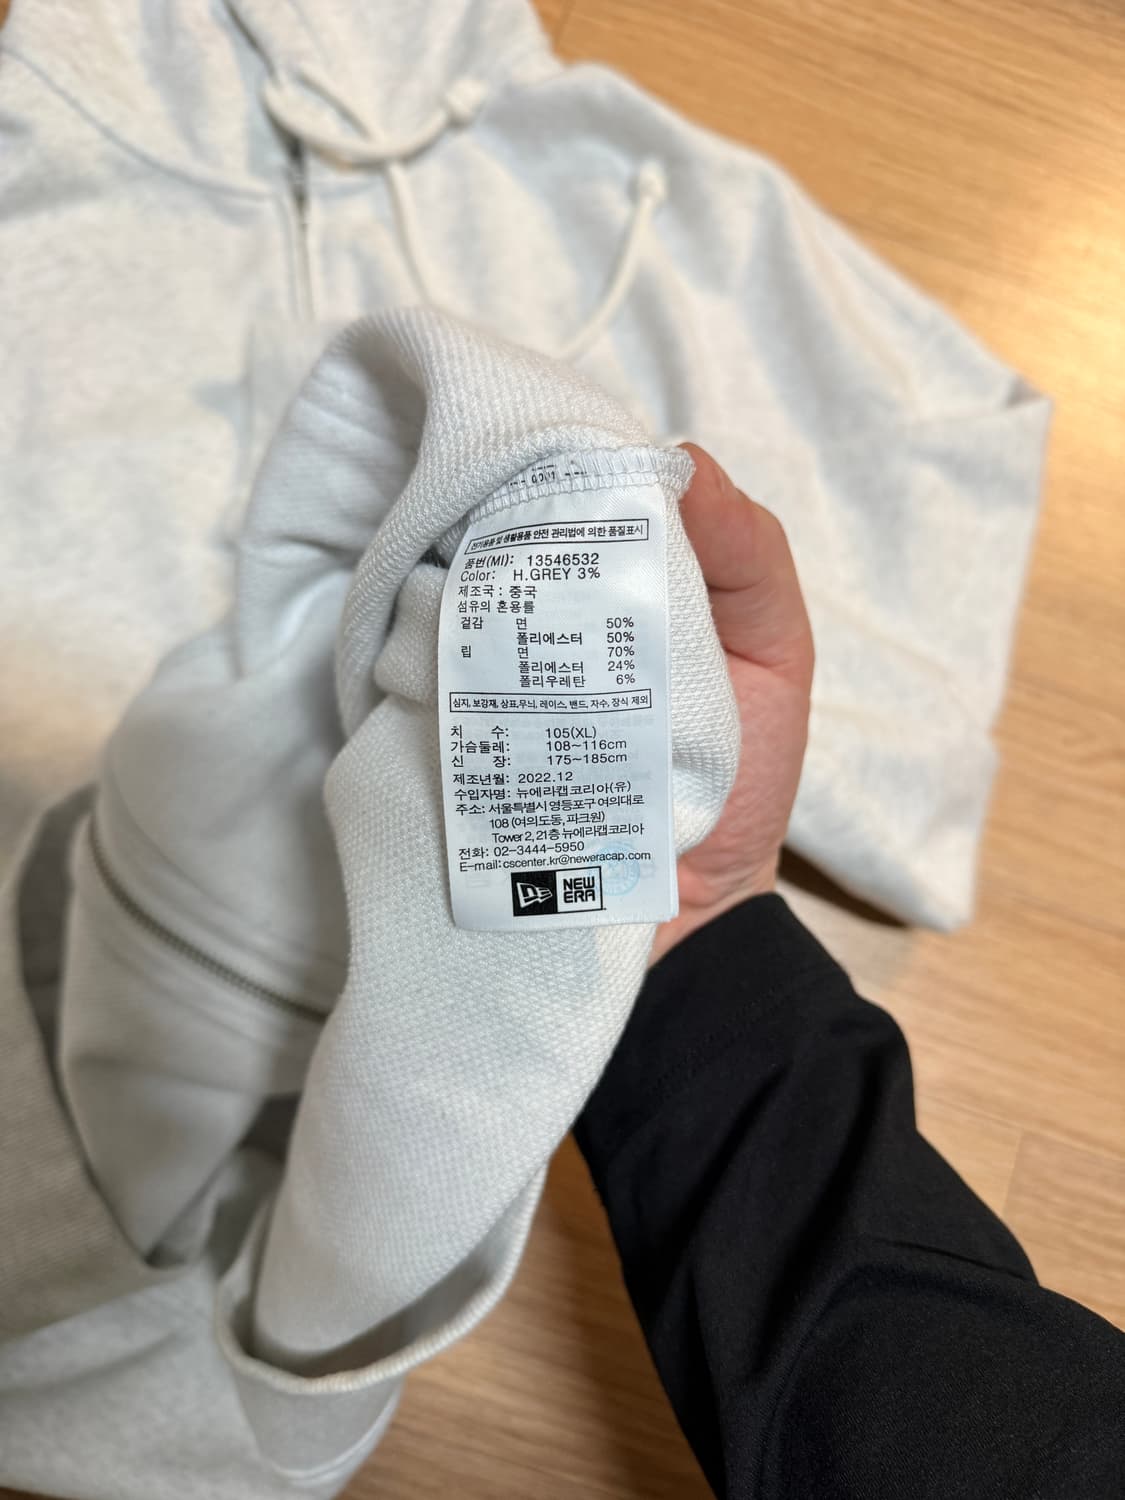 0001
전기용품 및 생활용품 안전 관리법에 의한 품질표시
품번(MI): 13546532
Color: H.GREY 3%
제조국 : 중국
섬유의 혼용률
겉감 면 50%
폴리에스터 50%
립 면 70%
폴리에스터 24%
폴리우레탄 6%
심지, 보강재, 상표,무늬, 레이스, 밴드, 자수, 장식 제외
치 수: 105(XL)
가슴둘레: 108~116cm
신 장: 175~185cm
제조년월: 2022.12
수입자명: 뉴에라캡코리아(유)
주소: 서울특별시 영등포구 여의대로
108 (여의도동, 파크원)
Tower 2, 21층 뉴에라캡코리아
전화: 02-3444-5950
E-mail:cscenter.kr@neweracap.com
NEW ERA